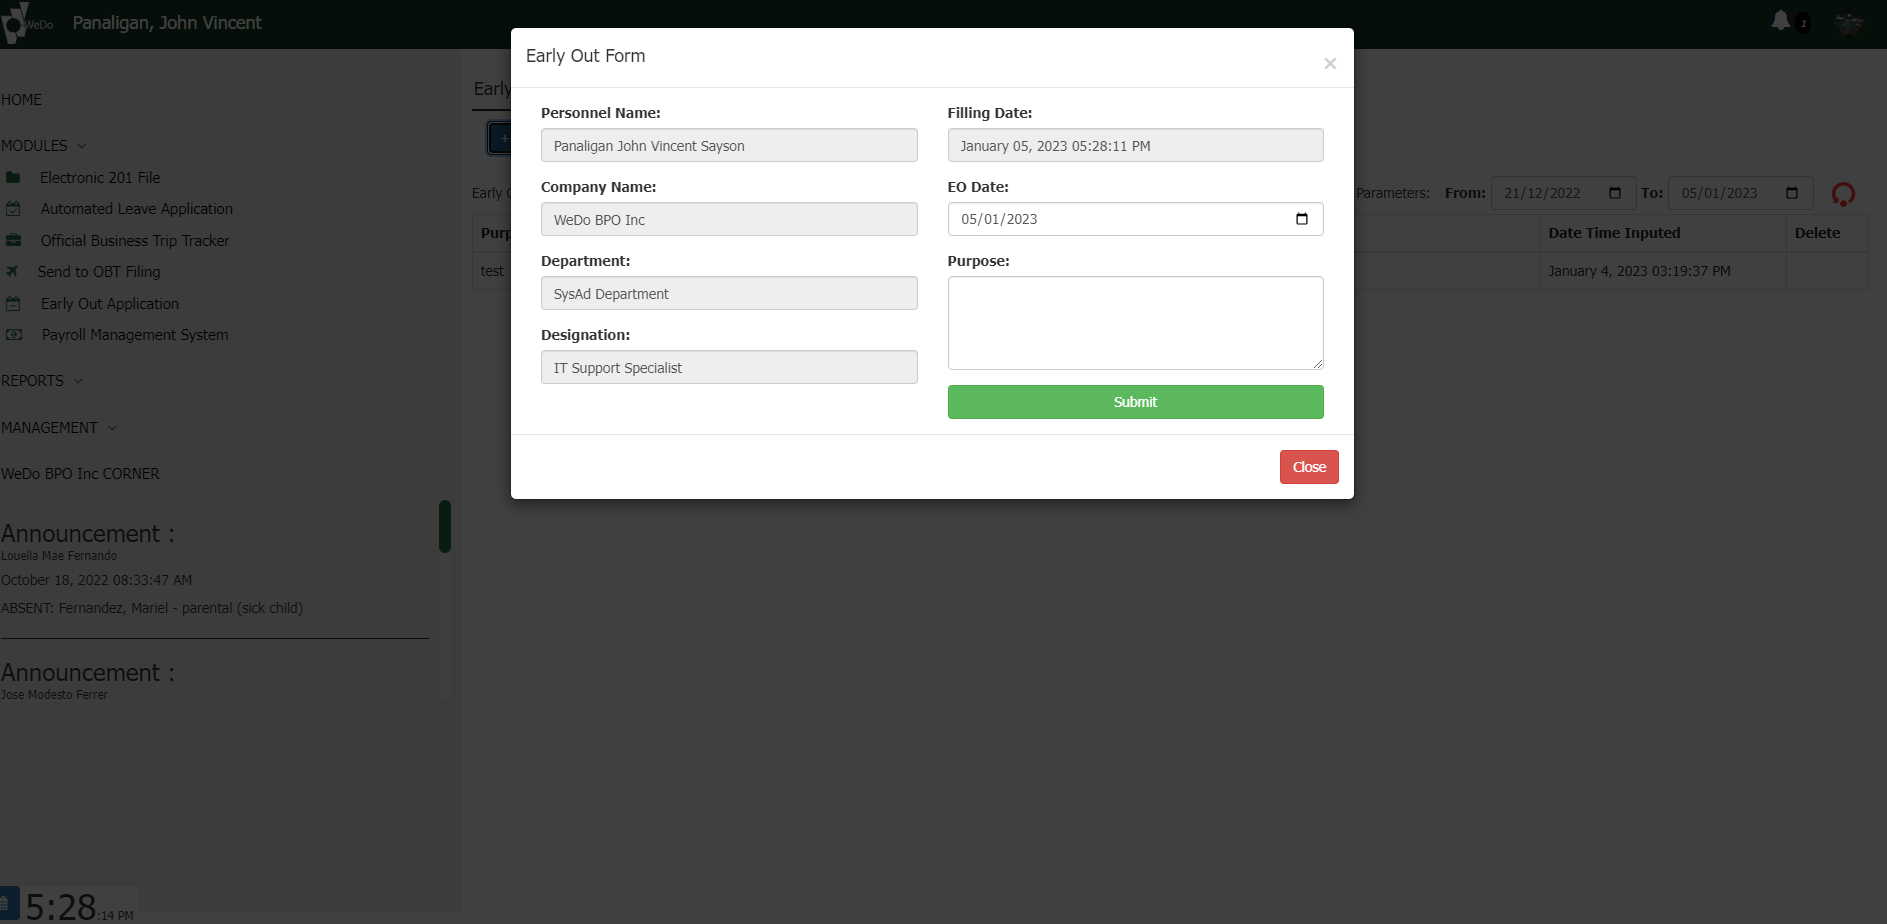 WeDo
Panaligan, John Vincent
1
HOME
MODULES
Electronic 201 File
Automated Leave Application
Official Business Trip Tracker
Send to OBT Filing
Early Out Application
Payroll Management System
REPORTS
MANAGEMENT
WeDo BPO Inc CORNER
Announcement :
Louella Mae Fernando
October 18, 2022 08:33:47 AM
ABSENT: Fernandez, Mariel - parental (sick child)
Announcement :
Jose Modesto Ferrer
5:28:14 PM
Early
+
Early
Parameters: From: 21/12/2022 To: 05/01/2023
Date Time Inputed Delete
test January 4, 2023 03:19:37 PM
Early Out Form
×
Personnel Name:
Panaligan John Vincent Sayson
Company Name:
WeDo BPO Inc
Department:
SysAd Department
Designation:
IT Support Specialist
Filling Date:
January 05, 2023 05:28:11 PM
EO Date:
05/01/2023
Purpose:
Submit
Close